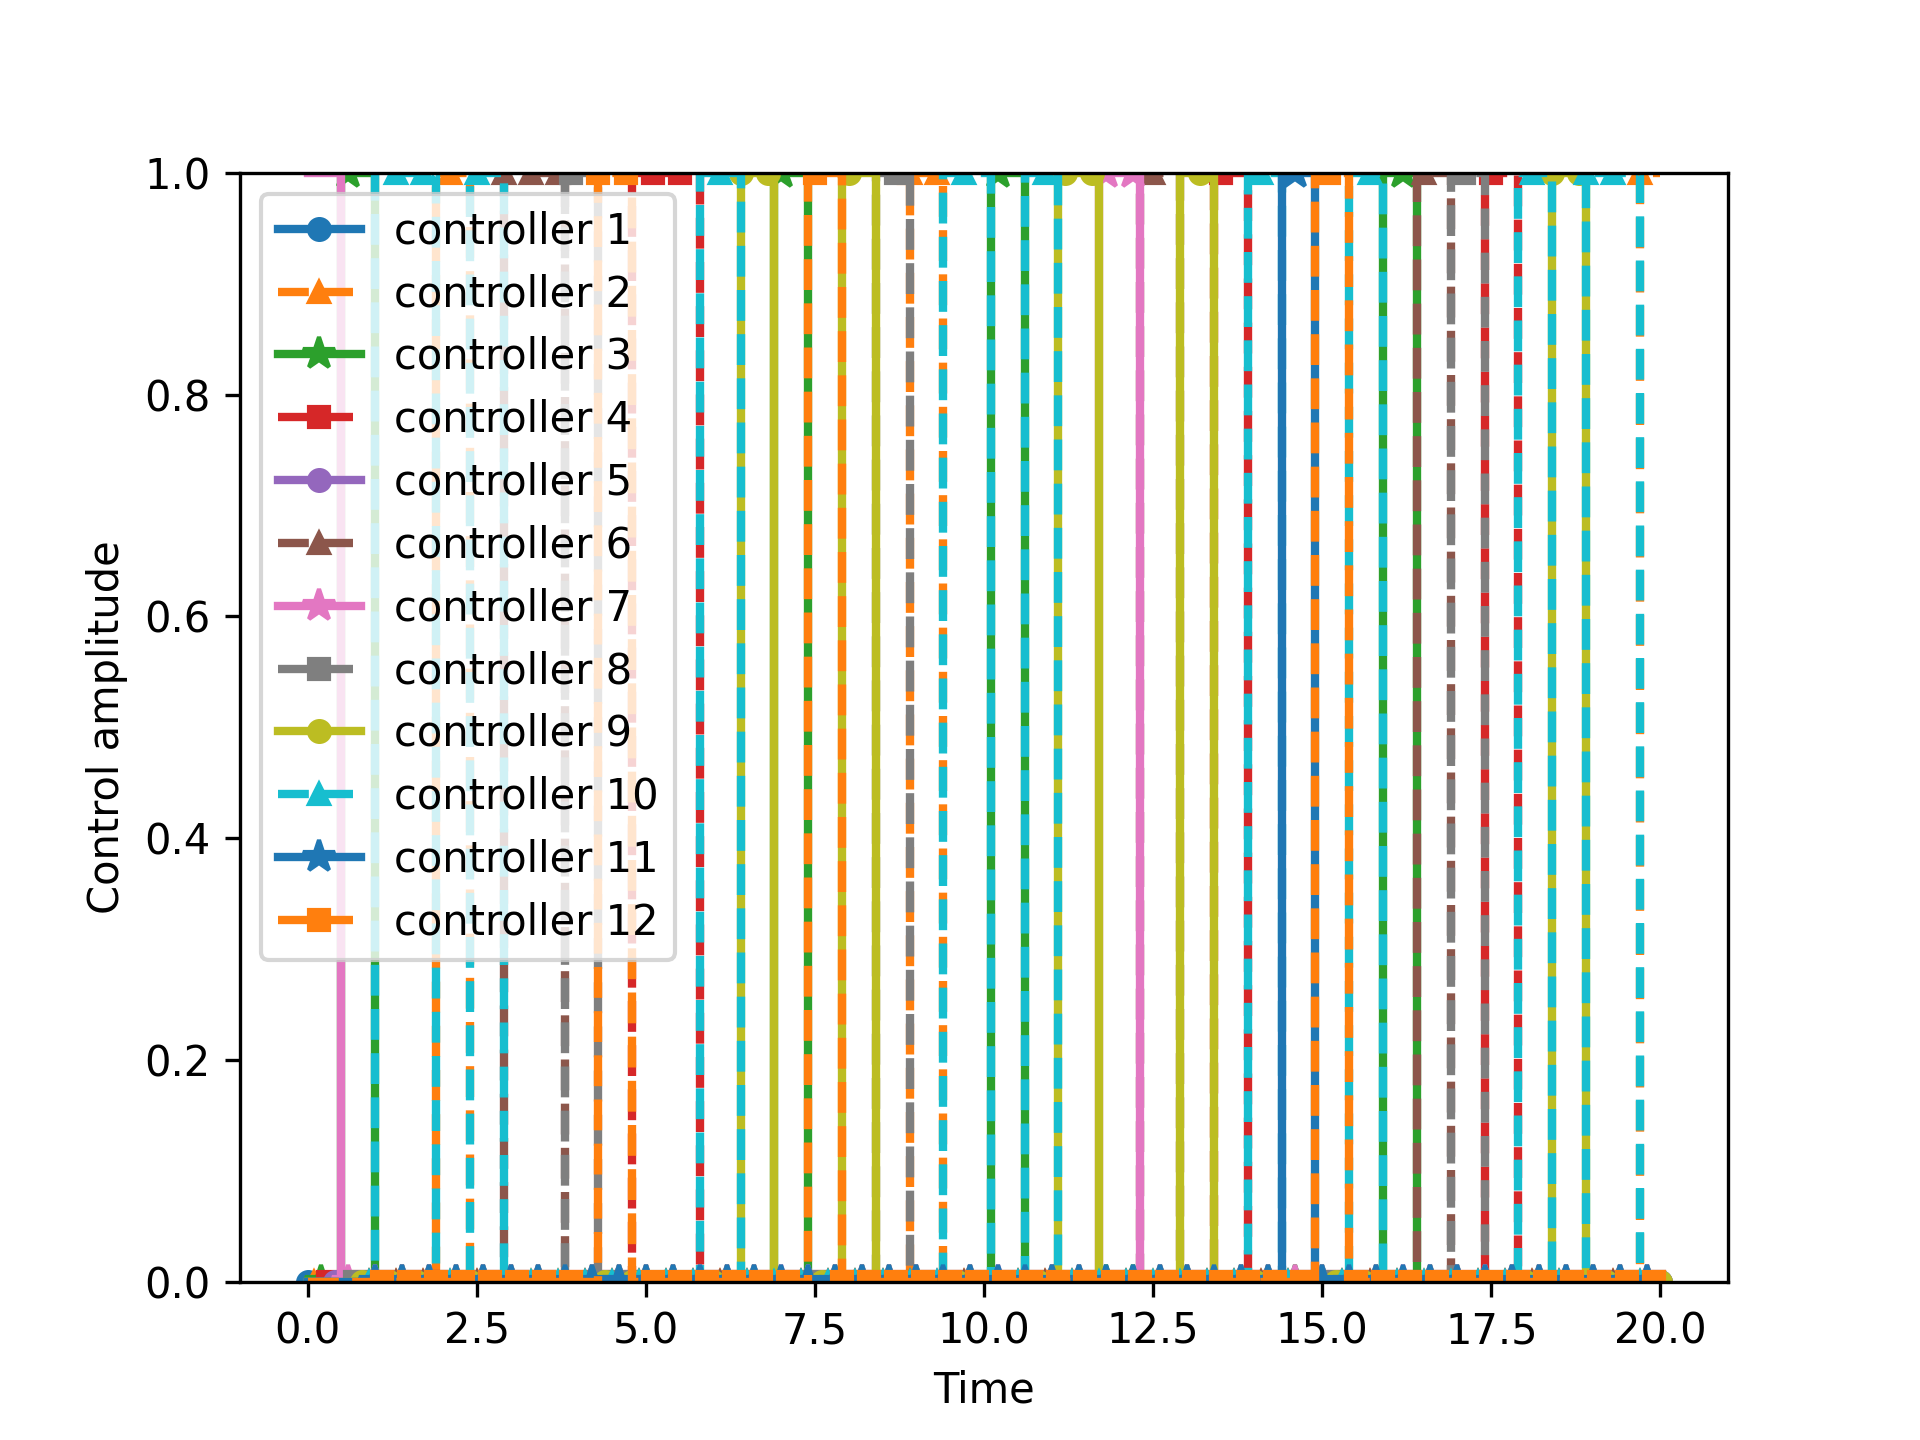 1.0
0.8
0.6
0.4
0.2
0.0
Control amplitude
controller 1
controller 2
controller 3
controller 4
controller 5
controller 6
controller 7
controller 8
controller 9
controller 10
controller 11
controller 12
0.0 2.5 5.0 7.5 10.0 12.5 15.0 17.5 20.0
Time